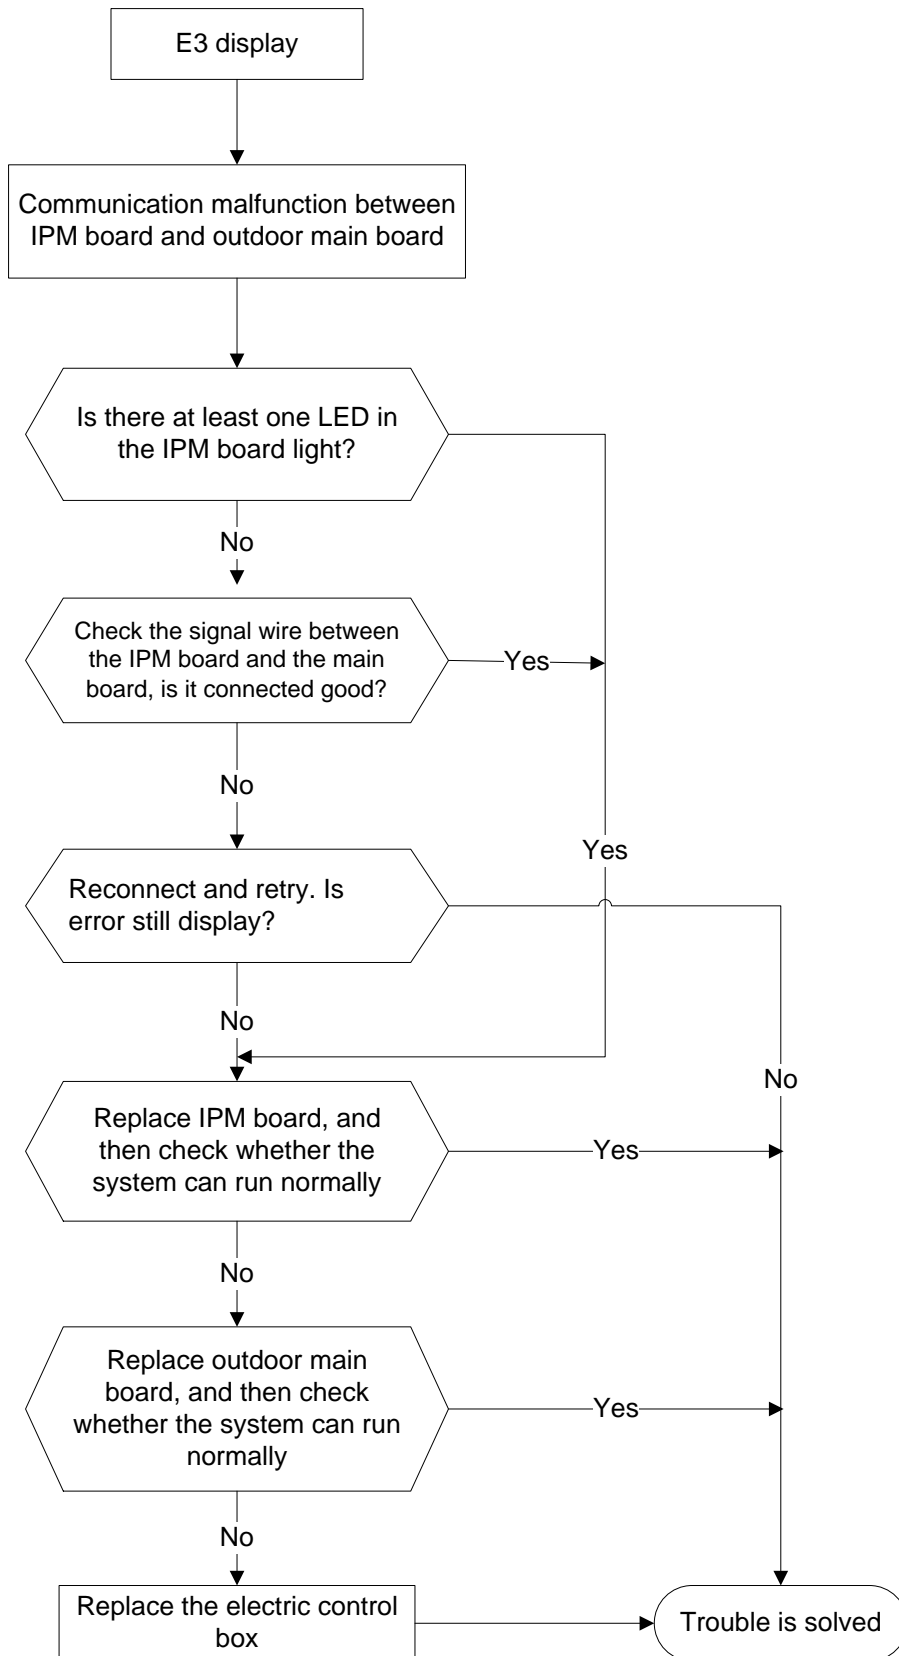 E3 display
Communication malfunction between
IPM board and outdoor main board
Is there at least one LED in
the IPM board light?
No
Check the signal wire between
the IPM board and the main
board, is it connected good?
Yes
No
Yes
Reconnect and retry. Is
error still display?
No
No
Replace IPM board, and
then check whether the
system can run normally
Yes
No
Replace outdoor main
board, and then check
whether the system can run
normally
Yes
No
Replace the electric control
box
Trouble is solved